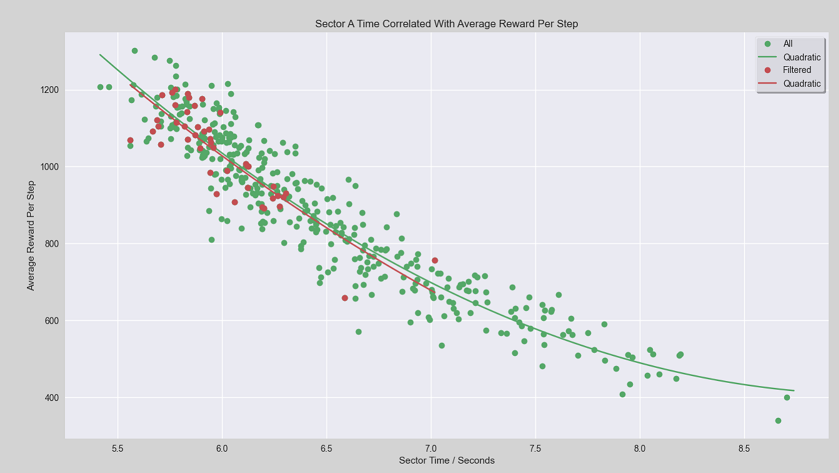 Sector A Time Correlated With Average Reward Per Step
All
Quadratic
Filtered
Quadratic
1200
1000
800
600
400
Average Reward Per Step
5.5 6.0 6.5 7.0 7.5 8.0 8.5
Sector Time / Seconds